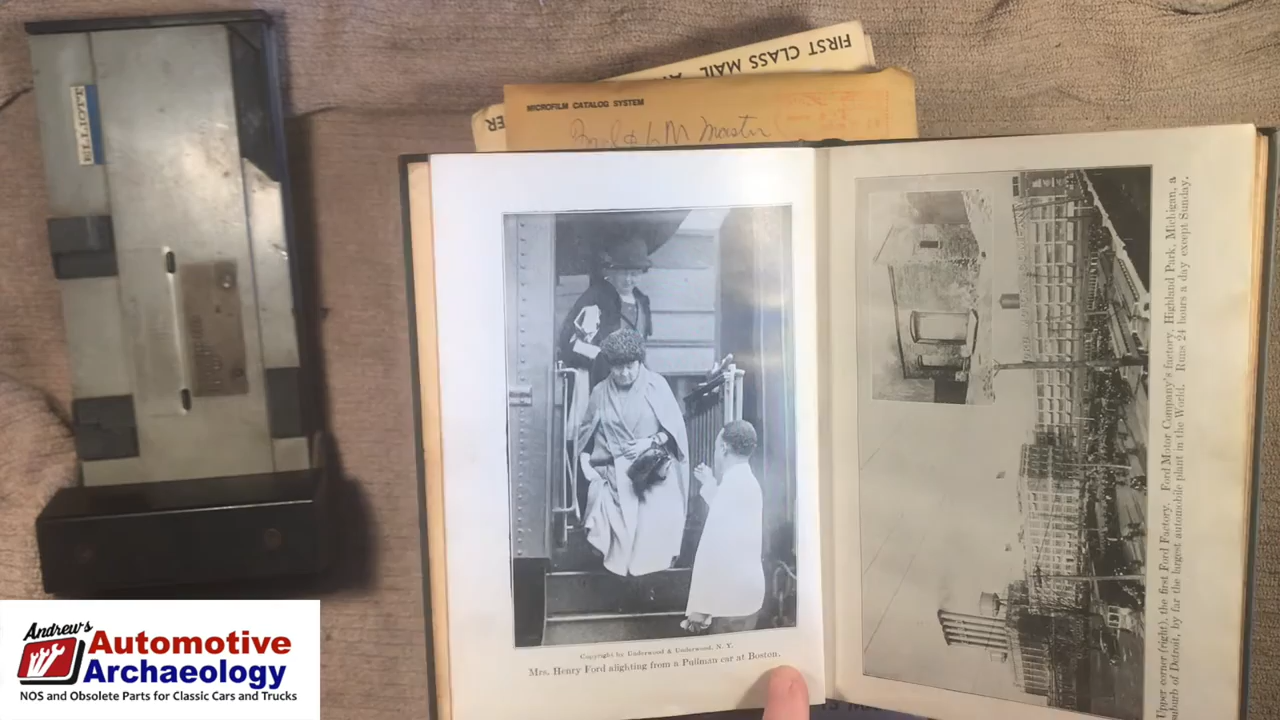 ELLIOTT
FIRST CLASS MAIL
ER
MICROFILM CATALOG SYSTEM
Master
Copyright by Underwood & Underwood, N. Y.
Mrs. Henry Ford alighting from a Pullman car at Boston.
Upper corner (right), the first Ford Factory. Ford Motor Company's factory, Highland Park, Michigan, a
suburb of Detroit, by far the largest automobile plant in the World. Runs 24 hours a day except Sunday.
Andrew's
Automotive
Archaeology
NOS and Obsolete Parts for Classic Cars and Trucks